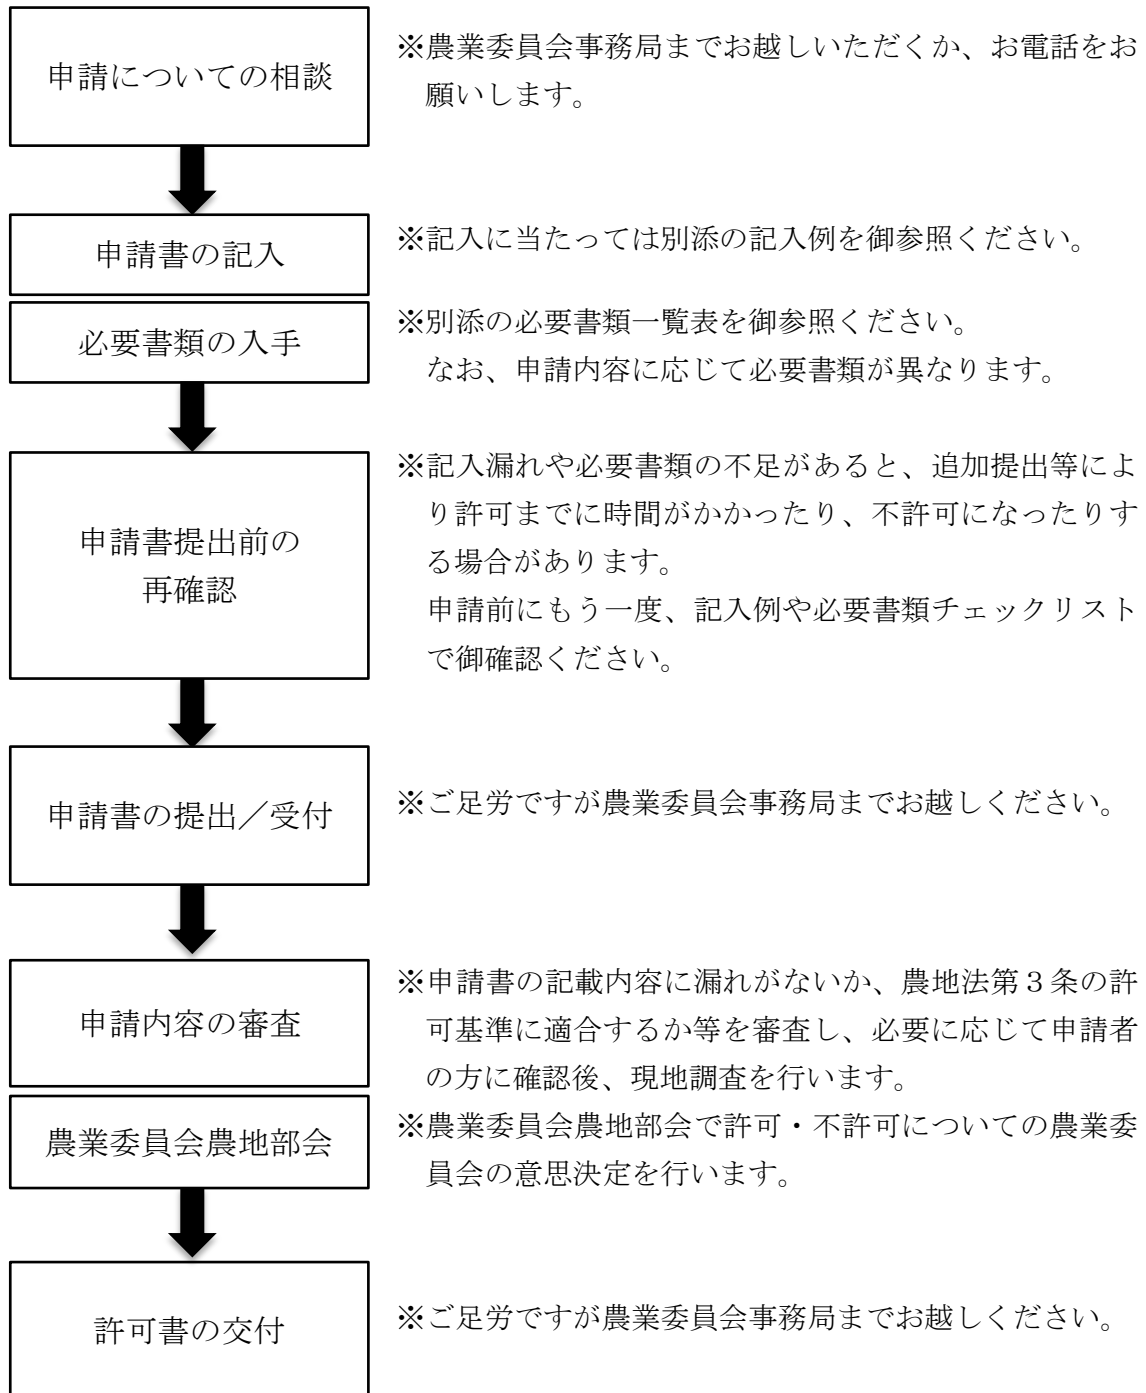 申請についての相談
※農業委員会事務局までお越しいただくか、お電話をお
願いします。
申請書の記入
※記入に当たっては別添の記入例を御参照ください。
必要書類の入手
※別添の必要書類一覧表を御参照ください。
なお、申請内容に応じて必要書類が異なります。
申請書提出前の
再確認
※記入漏れや必要書類の不足があると、追加提出等によ
り許可までに時間がかかったり、不許可になったりす
る場合があります。
申請前にもう一度、記入例や必要書類チェックリスト
で御確認ください。
申請書の提出／受付
※ご足労ですが農業委員会事務局までお越しください。
申請内容の審査
※申請書の記載内容に漏れがないか、農地法第３条の許
可基準に適合するか等を審査し、必要に応じて申請者
の方に確認後、現地調査を行います。
農業委員会農地部会
※農業委員会農地部会で許可・不許可についての農業委
員会の意思決定を行います。
許可書の交付
※ご足労ですが農業委員会事務局までお越しください。